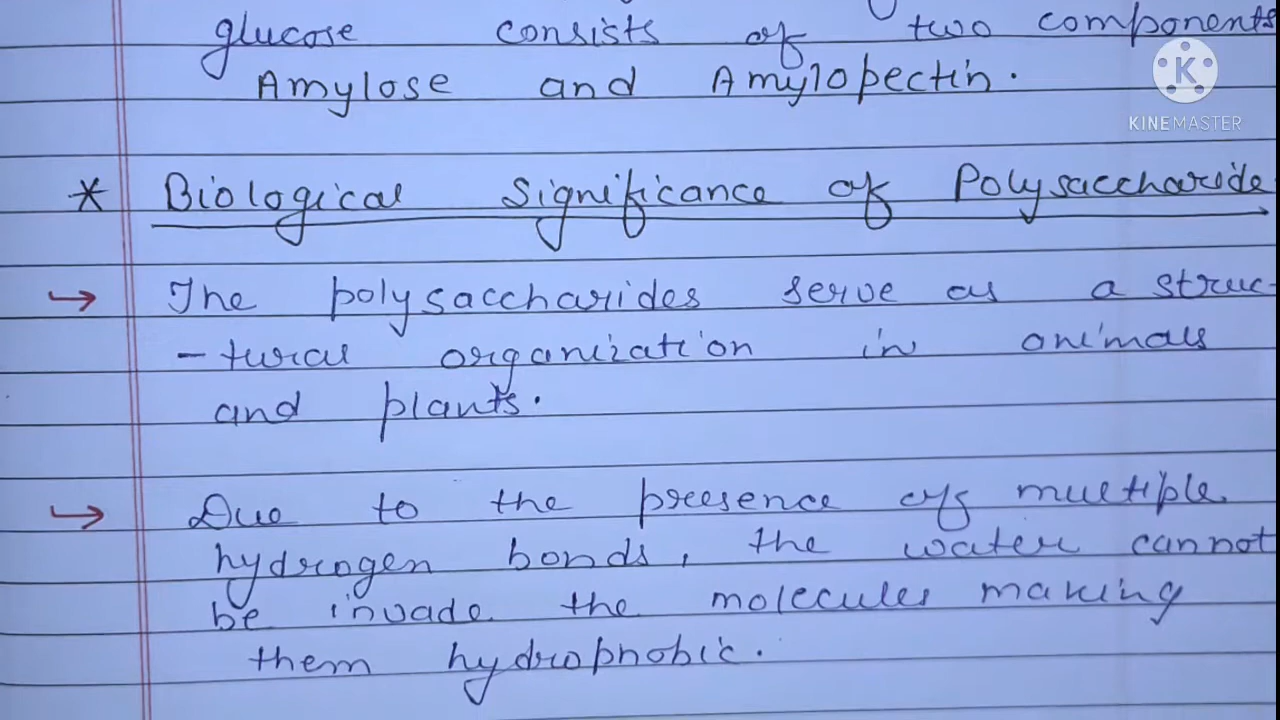 glucose consists of two components
Amylose and Amylopectin.
K
KINEMASTER
* Biological Significance of Polysaccharide
→ The polysaccharides serve as a struc-
- tural organization in animals
and plants.
→ Due to the presence of multiple
hydrogen bonds, the water cannot
be invade the molecules making
them hydrophobic.